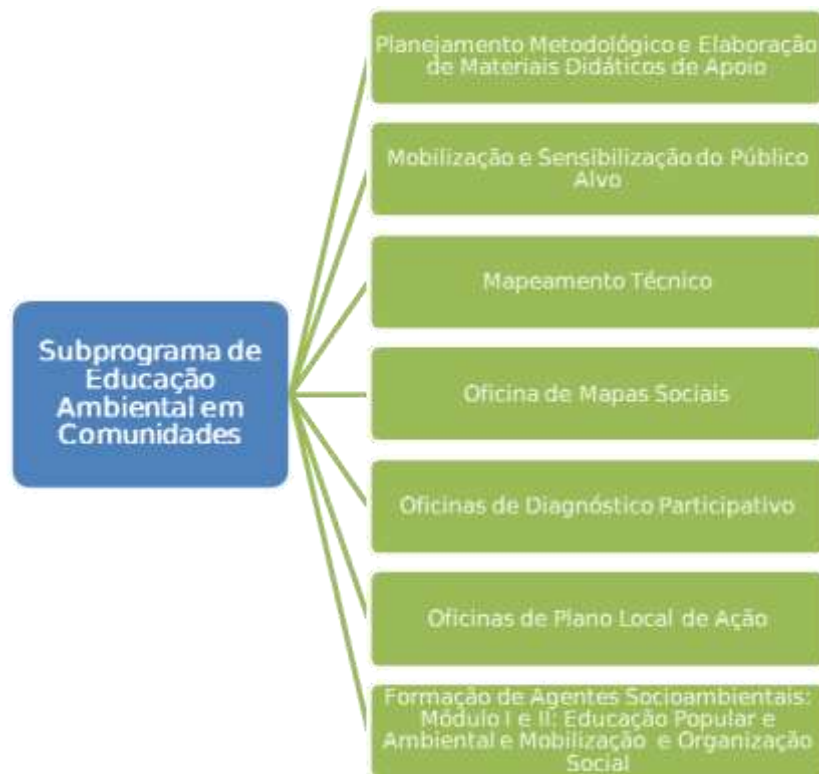 Planejamento Metodológico e Elaboração
de Materiais Didáticos de Apoio
Mobilização e Sensibilização do Público
Alvo
Mapeamento Técnico
Subprograma de
Educação
Ambiental em
Comunidades
Oficina de Mapas Sociais
Oficinas de Diagnóstico Participativo
Oficinas de Plano Local de Ação
Formação de Agentes Socioambientais:
Módulo I e II: Educação Popular e
Ambiental e Mobilização e Organização
Social